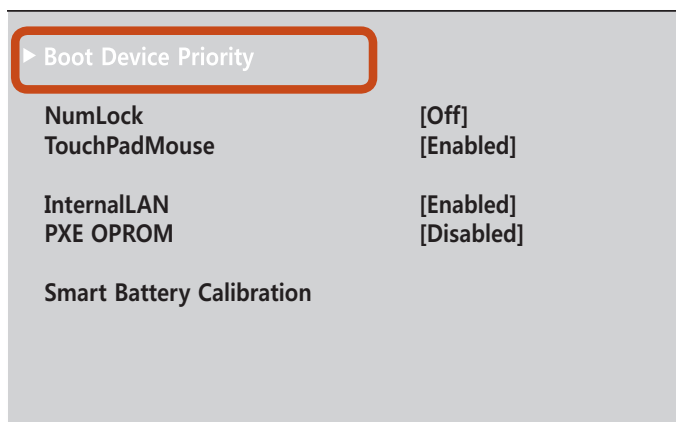 ▶ Boot Device Priority
NumLock [Off]
TouchPadMouse [Enabled]
InternalLAN [Enabled]
PXE OPROM [Disabled]
Smart Battery Calibration